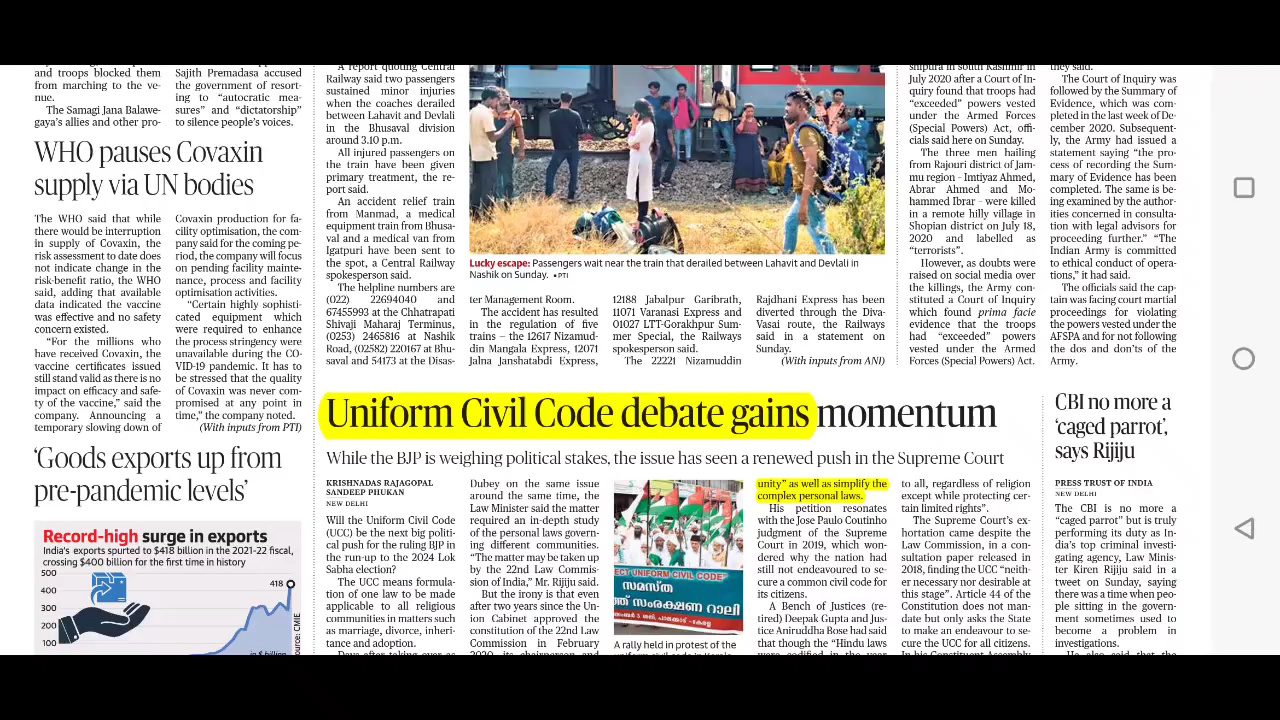 and troops blocked them
from marching to the ve-
nue.
The Samagi Jana Balawe-
gaya's allies and other pro-
Sajith Premadasa accused
the government of resort-
ing to “autocratic mea-
sures” and “dictatorship”
to silence people's voices.
WHO pauses Covaxin
supply via UN bodies
The WHO said that while
there would be interruption
in supply of Covaxin, the
risk assessment to date does
not indicate change in the
risk-benefit ratio, the WHO
said, adding that available
data indicated the vaccine
was effective and no safety
concern existed.
“For the millions who
have received Covaxin, the
vaccine certificates issued
still stand valid as there is no
impact on efficacy and safe-
ty of the vaccine,” said the
company. Announcing a
temporary slowing down of
Covaxin production for fa-
cility optimisation, the com-
pany said for the coming pe-
riod, the company will focus
on pending facility mainte-
nance, process and facility
optimisation activities.
“Certain highly sophisti-
cated equipment which
were required to enhance
the process stringency were
unavailable during the CO-
VID-19 pandemic. It has to
be stressed that the quality
of Covaxin was never com-
promised at any point in
time,” the company noted.
(With inputs from PTI)
‘Goods exports up from
pre-pandemic levels’
Record-high surge in exports
India's exports spurted to $418 billion in the 2021-22 fiscal,
crossing $400 billion for the first time in history
500
400
300
200
100
418
in $ billion
Source: CMIE
A report quoting Central
Railway said two passengers
sustained minor injuries
when the coaches derailed
between Lahavit and Devlali
in the Bhusaval division
around 3.10 p.m.
All injured passengers on
the train have been given
primary treatment, the re-
port said.
An accident relief train
from Manmad, a medical
equipment train from Bhusa-
val and a medical van from
Igatpuri have been sent to
the spot, a Central Railway
spokesperson said.
The helpline numbers are
(022) 22694040 and
67455993 at the Chhatrapati
Shivaji Maharaj Terminus,
(0253) 2465816 at Nashik
Road, (02582) 220167 at Bhu-
saval and 54173 at the Disas-
Lucky escape: Passengers wait near the train that derailed between Lahavit and Devlali in
Nashik on Sunday. •PTI
ter Management Room.
The accident has resulted
in the regulation of five
trains – the 12617 Nizamud-
din Mangala Express, 12071
Jalna Janshatabdi Express,
12188 Jabalpur Garibrath,
11071 Varanasi Express and
01027 LTT-Gorakhpur Sum-
mer Special, the Railways
spokesperson said.
The 22221 Nizamuddin
Rajdhani Express has been
diverted through the Diva-
Vasai route, the Railways
said in a statement on
Sunday.
(With inputs from ANI)
shipura in south Kashmir in
July 2020 after a Court of In-
quiry found that troops had
“exceeded” powers vested
under the Armed Forces
(Special Powers) Act, offi-
cials said here on Sunday.
The three men hailing
from Rajouri district of Jam-
mu region – Imtiyaz Ahmed,
Abrar Ahmed and Mo-
hammed Ibrar – were killed
in a remote hilly village in
Shopian district on July 18,
2020 and labelled as
“terrorists”.
However, as doubts were
raised on social media over
the killings, the Army con-
stituted a Court of Inquiry
which found prima facie
evidence that the troops
had “exceeded” powers
vested under the Armed
Forces (Special Powers) Act.
they said.
The Court of Inquiry was
followed by the Summary of
Evidence, which was com-
pleted in the last week of De-
cember 2020. Subsequent-
ly, the Army had issued a
statement saying “the pro-
cess of recording the Sum-
mary of Evidence has been
completed. The same is be-
ing examined by the author-
ities concerned in consulta-
tion with legal advisors for
proceeding further.” “The
Indian Army is committed
to ethical conduct of opera-
tions,” it had said.
The officials said the cap-
tain was facing court martial
proceedings for violating
the powers vested under the
AFSPA and for not following
the dos and don'ts of the
Army.
Uniform Civil Code debate gains momentum
While the BJP is weighing political stakes, the issue has seen a renewed push in the Supreme Court
KRISHNADAS RAJAGOPAL
SANDEEP PHUKAN
NEW DELHI
Will the Uniform Civil Code
(UCC) be the next big politi-
cal push for the ruling BJP in
the run-up to the 2024 Lok
Sabha election?
The UCC means formula-
tion of one law to be made
applicable to all religious
communities in matters such
as marriage, divorce, inheri-
tance and adoption.
Days after taking over as
Dubey on the same issue
around the same time, the
Law Minister said the matter
required an in-depth study
of the personal laws govern-
ing different communities.
“The matter may be taken up
by the 22nd Law Commis-
sion of India,” Mr. Rijiju said.
But the irony is that even
after two years since the Un-
ion Cabinet approved the
constitution of the 22nd Law
Commission in February
2020, its chairperson and
ECT UNIFORM CIVIL CODE"
സമസ്ത
ത്ത് സംരക്ഷണ റാലി
A rally held in protest of the
uniform civil code in Kerala.
unity” as well as simplify the
complex personal laws.
His petition resonates
with the Jose Paulo Coutinho
judgment of the Supreme
Court in 2019, which won-
dered why the nation had
still not endeavoured to se-
cure a common civil code for
its citizens.
A Bench of Justices (re-
tired) Deepak Gupta and Jus-
tice Aniruddha Bose had said
that though the “Hindu laws
were codified in the year
to all, regardless of religion
except while protecting cer-
tain limited rights”.
The Supreme Court's ex-
hortation came despite the
Law Commission, in a con-
sultation paper released in
2018, finding the UCC “neith-
er necessary nor desirable at
this stage”. Article 44 of the
Constitution does not man-
date but only asks the State
to make an endeavour to se-
cure the UCC for all citizens.
In his Constituent Assembly
CBI no more a
‘caged parrot’,
says Rijiju
PRESS TRUST OF INDIA
NEW DELHI
The CBI is no more a
“caged parrot” but is truly
performing its duty as In-
dia's top criminal investi-
gating agency, Law Minis-
ter Kiren Rijiju said in a
tweet on Sunday, saying
there was a time when peo-
ple sitting in the govern-
ment sometimes used to
become a problem in
investigations.
He also said that the